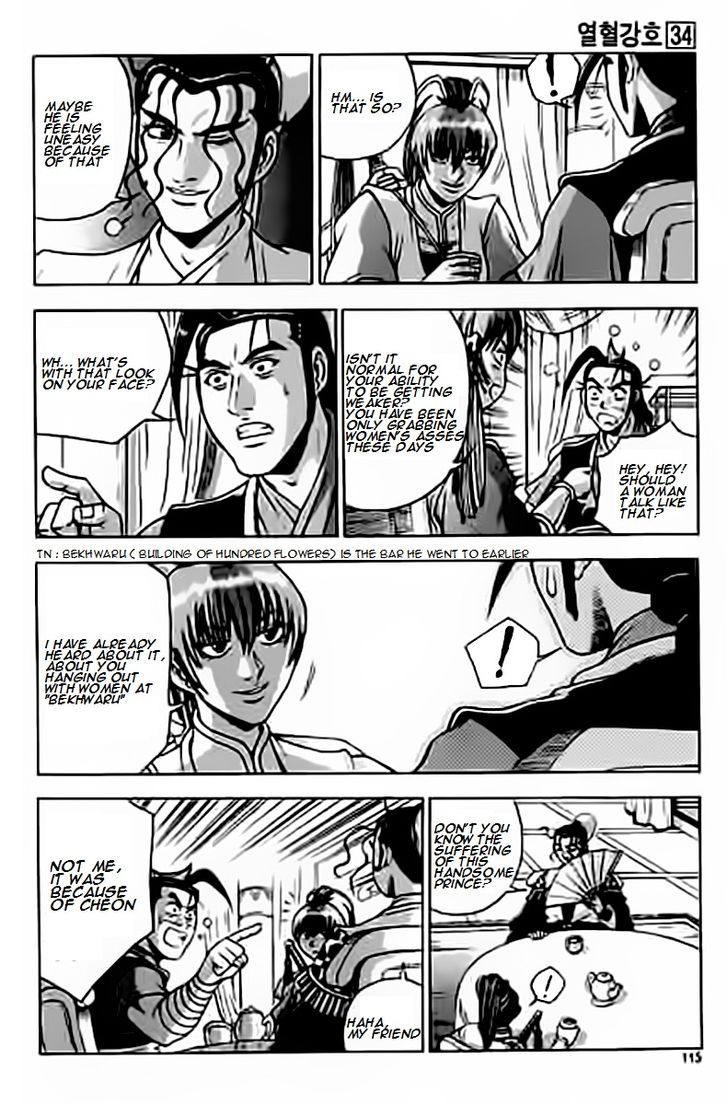 열혈강호 34
MAYBE
HE IS
FEELING
UNEASY
BECAUSE
OF THAT
HM... IS
THAT SO?
!
WH... WHAT'S
WITH THAT LOOK
ON YOUR FACE?
ISN'T IT
NORMAL FOR
YOUR ABILITY
TO BE GETTING
WEAKER?
YOU HAVE BEEN
ONLY GRABBING
WOMEN'S ASSES
THESE DAYS
HEY, HEY!
SHOULD
A WOMAN
TALK LIKE
THAT?
TN : BEKHWARU ( BUILDING OF HUNDRED FLOWERS) IS THE BAR HE WENT TO EARLIER
I HAVE ALREADY
HEARD ABOUT IT,
ABOUT YOU
HANGING OUT
WITH WOMEN AT
"BEKHWARU"
!
NOT ME,
IT WAS
BECAUSE
OF CHEON
HAHA,
MY FRIEND
DON'T YOU
KNOW THE
SUFFERING
OF THIS
HANDSOME
PRINCE?
!
115